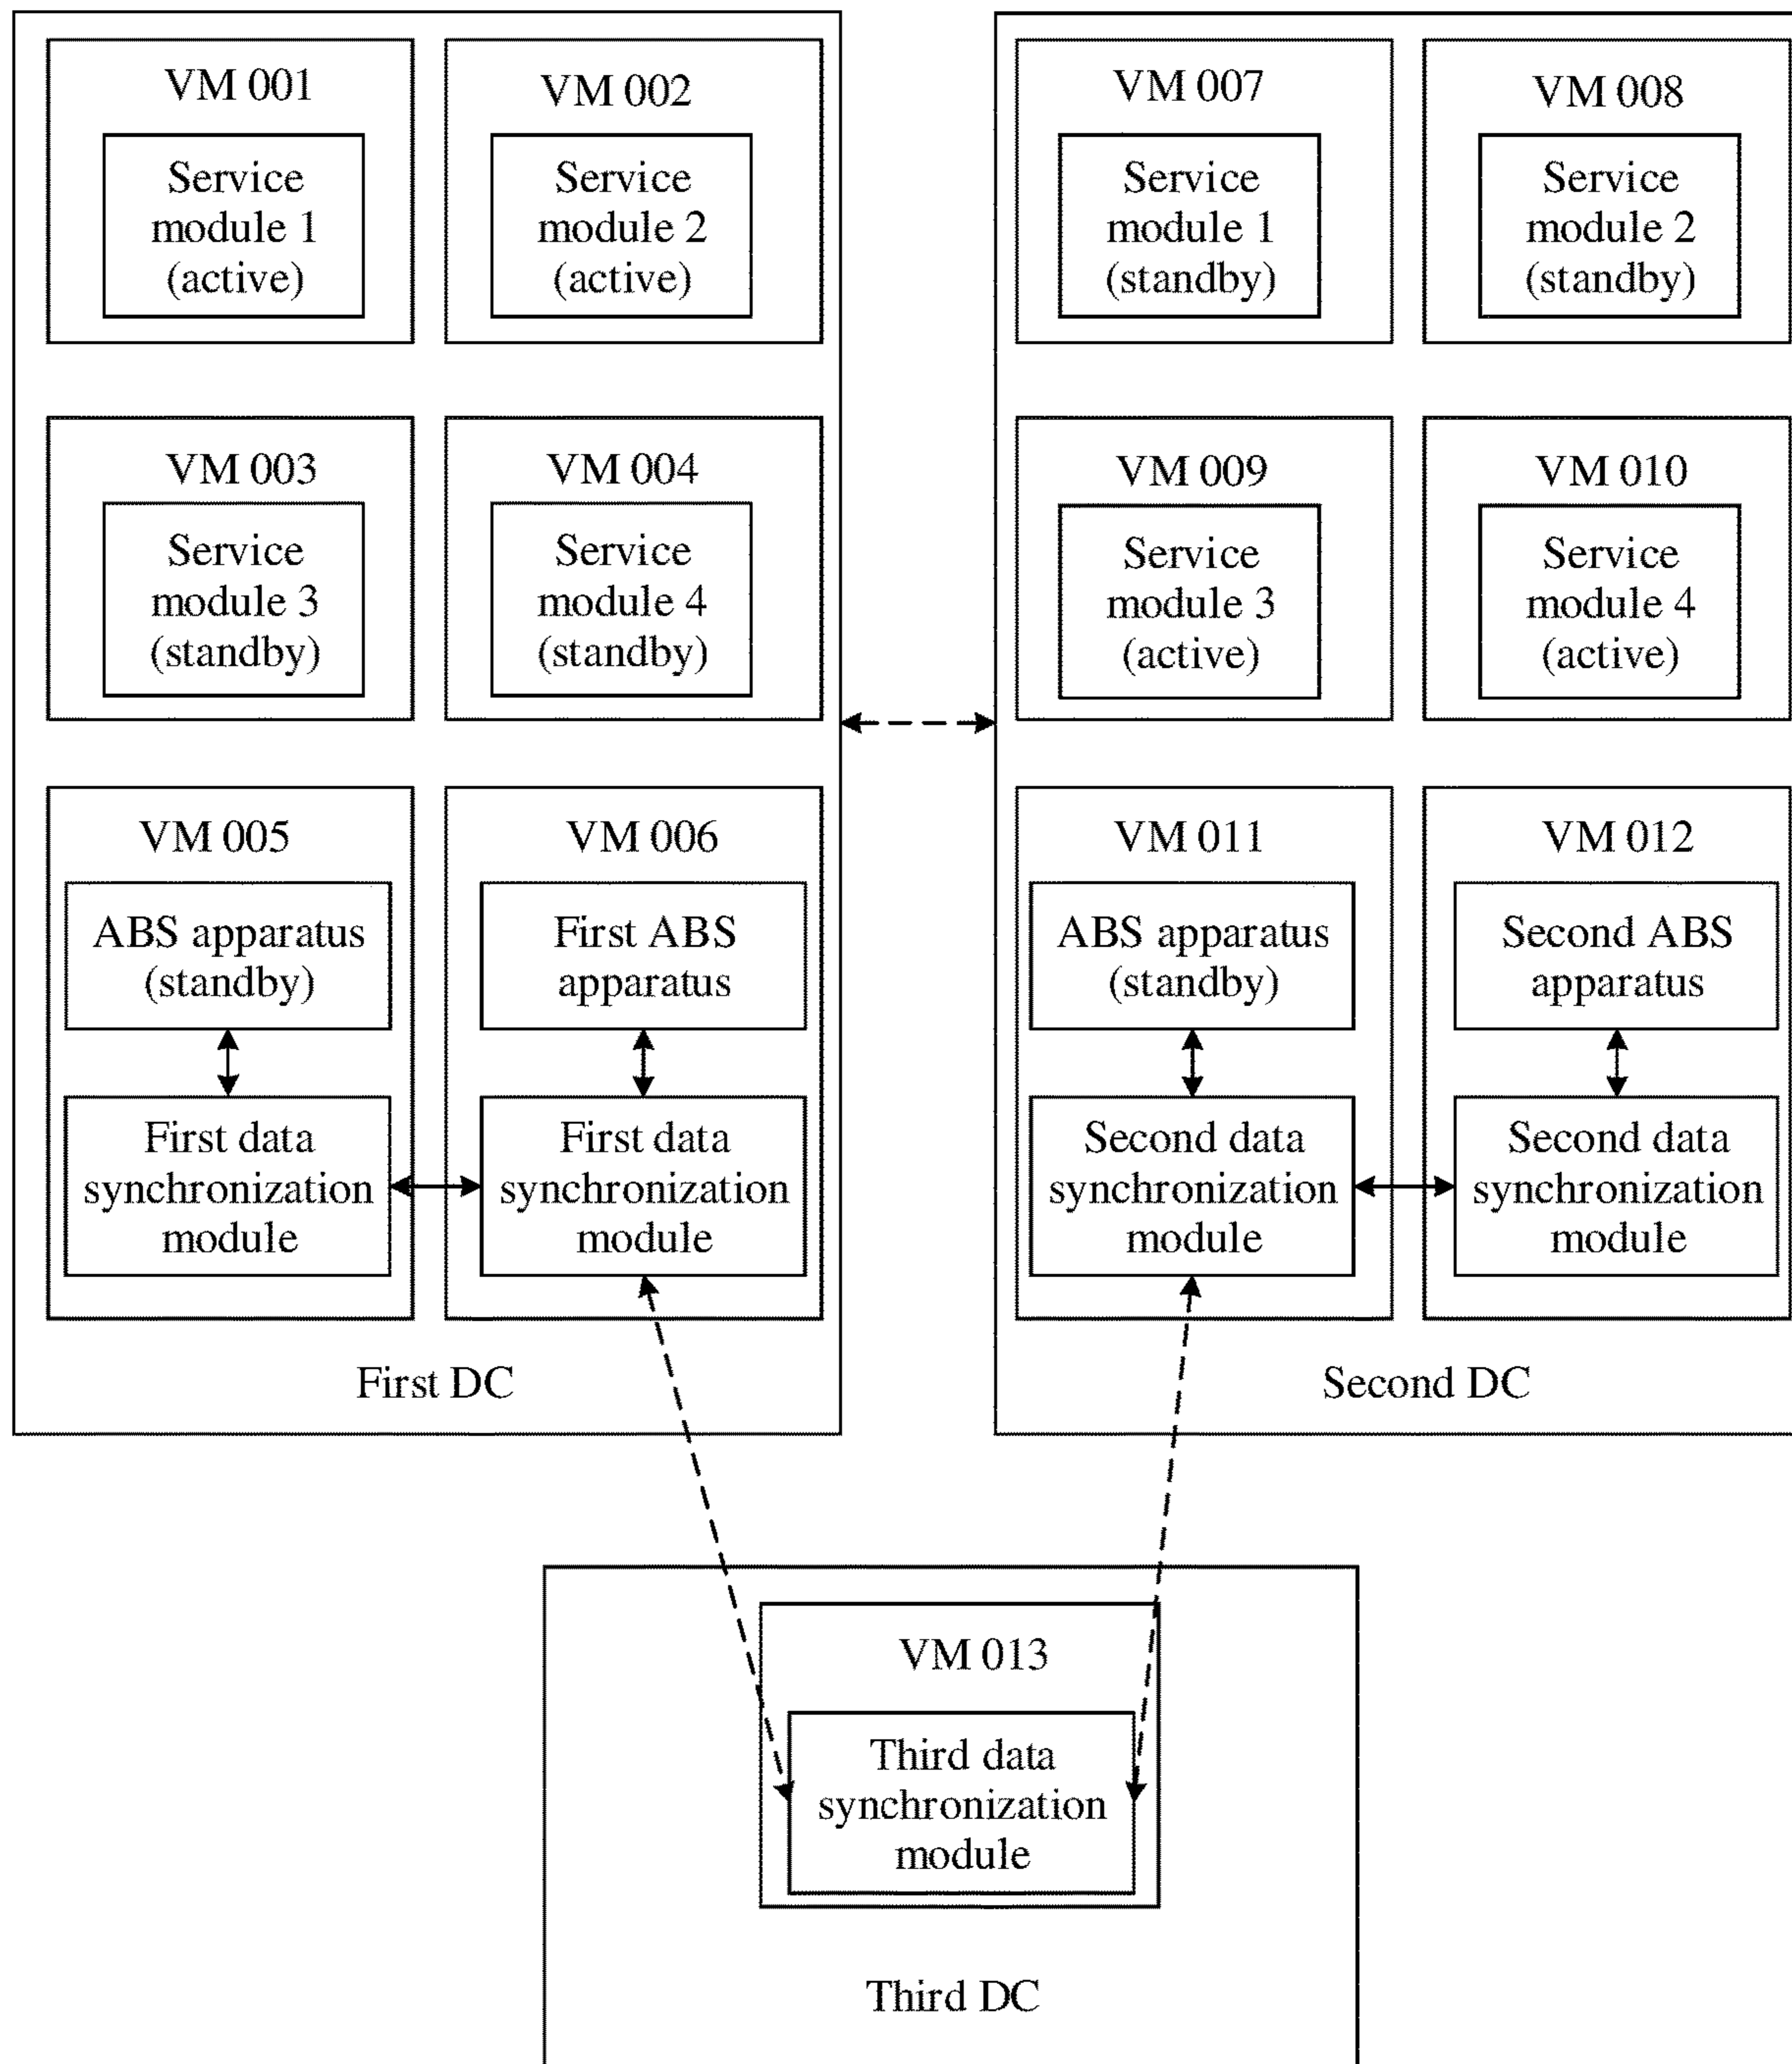 VM 001
Service
module 1
(active)
VM 002
Service
module 2
(active)
VM 003
Service
module 3
(standby)
VM 004
Service
module 4
(standby)
VM 005
ABS apparatus
(standby)
First data
synchronization
module
VM 006
First ABS
apparatus
First data
synchronization
module
First DC
VM 007
Service
module 1
(standby)
VM 008
Service
module 2
(standby)
VM 009
Service
module 3
(active)
VM 010
Service
module 4
(active)
VM 011
ABS apparatus
(standby)
Second data
synchronization
module
VM 012
Second ABS
apparatus
Second data
synchronization
module
Second DC
VM 013
Third data
synchronization
module
Third DC